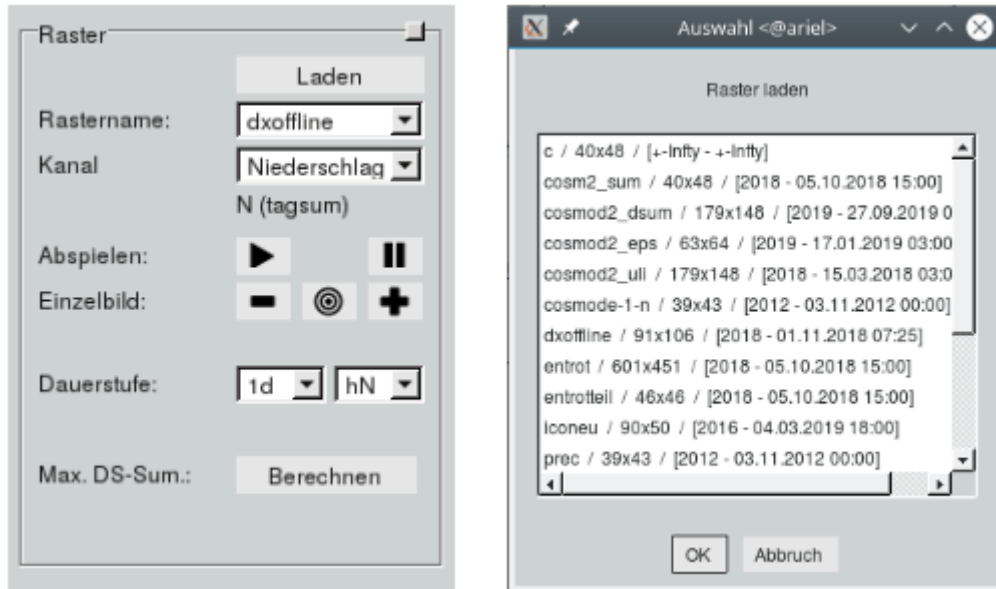 Raster
Laden
Rastername: dxoffline
Kanal Niederschlag
N (tagsum)
Abspielen:
Einzelbild:
Dauerstufe: 1d hN
Max. DS-Sum.: Berechnen
Auswahl <@ariel>
Raster laden
c / 40x48 / [+-Infty - +-Infty]
cosm2_sum / 40x48 / [2018 - 05.10.2018 15:00]
cosmod2_dsum / 179x148 / [2019 - 27.09.2019 0
cosmod2_eps / 63x64 / [2019 - 17.01.2019 03:00
cosmod2_uli / 179x148 / [2018 - 15.03.2018 03:0
cosmode-1-n / 39x43 / [2012 - 03.11.2012 00:00]
dxoffline / 91x106 / [2018 - 01.11.2018 07:25]
entrot / 601x451 / [2018 - 05.10.2018 15:00]
entrotteil / 46x46 / [2018 - 05.10.2018 15:00]
iconeu / 90x50 / [2016 - 04.03.2019 18:00]
prec / 39x43 / [2012 - 03.11.2012 00:00]
OK Abbruch